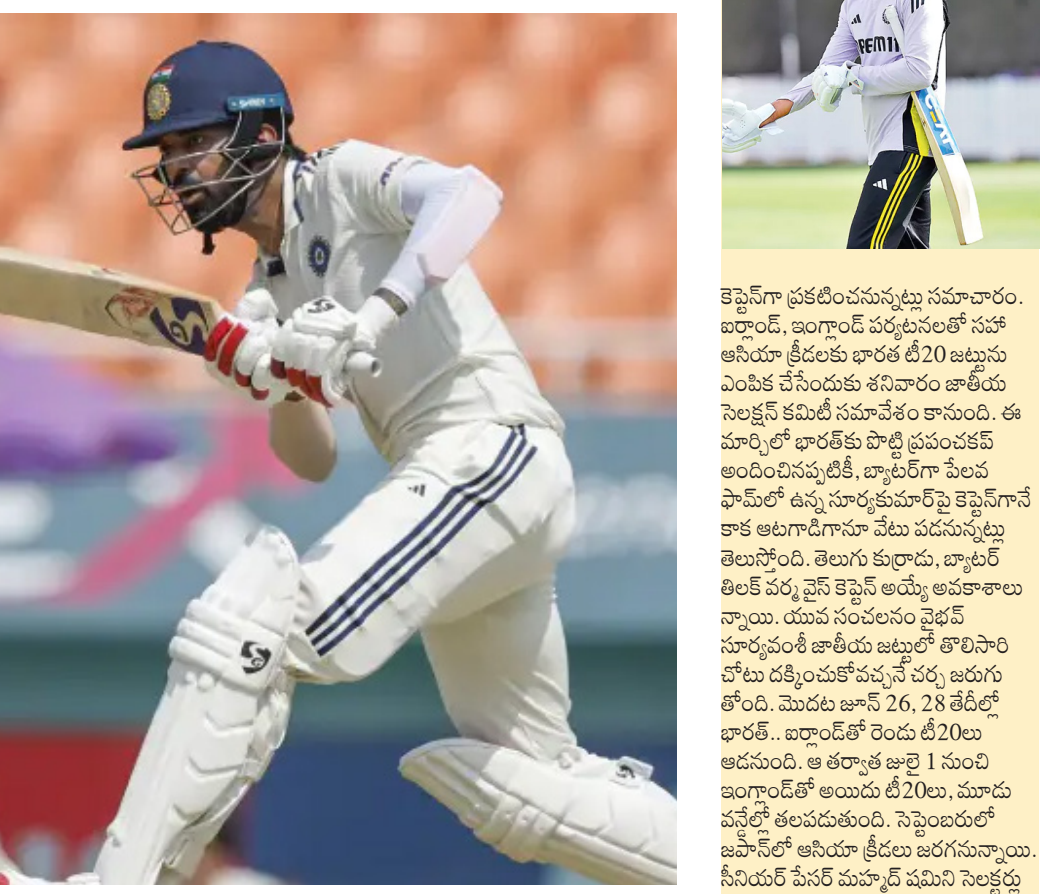 SHREY
కెప్టెన్‌గా ప్రకటించనున్నట్లు సమాచారం.
ఐర్లాండ్, ఇంగ్లాండ్ పర్యటనలతో సహా
ఆసియా క్రీడలకు భారత టీ20 జట్టును
ఎంపిక చేసేందుకు శనివారం జాతీయ
సెలక్షన్ కమిటీ సమావేశం కానుంది. ఈ
మార్చిలో భారత్‌కు పొట్టి ప్రపంచకప్
అందించినప్పటికీ, బ్యాటర్‌గా పేలవ
ఫామ్‌లో ఉన్న సూర్యకుమార్‌పై కెప్టెన్‌గానే
కాక ఆటగాడిగానూ వేటు పడనున్నట్లు
తెలుస్తోంది. తెలుగు కుర్రాడు, బ్యాటర్
తిలక్ వర్మ వైస్ కెప్టెన్ అయ్యే అవకాశాలు
న్నాయి. యువ సంచలనం వైభవ్
సూర్యవంశీ జాతీయ జట్టులో తొలిసారి
చోటు దక్కించుకోవచ్చనే చర్చ జరుగు
తోంది. మొదట జూన్ 26, 28 తేదీల్లో
భారత్.. ఐర్లాండ్‌తో రెండు టీ20లు
ఆడనుంది. ఆ తర్వాత జులై 1 నుంచి
ఇంగ్లాండ్‌తో అయిదు టీ20లు, మూడు
వన్డేల్లో తలపడుతుంది. సెప్టెంబరులో
జపాన్‌లో ఆసియా క్రీడలు జరగనున్నాయి.
సీనియర్ పేసర్ మహ్మద్ షమిని సెలక్టర్లు